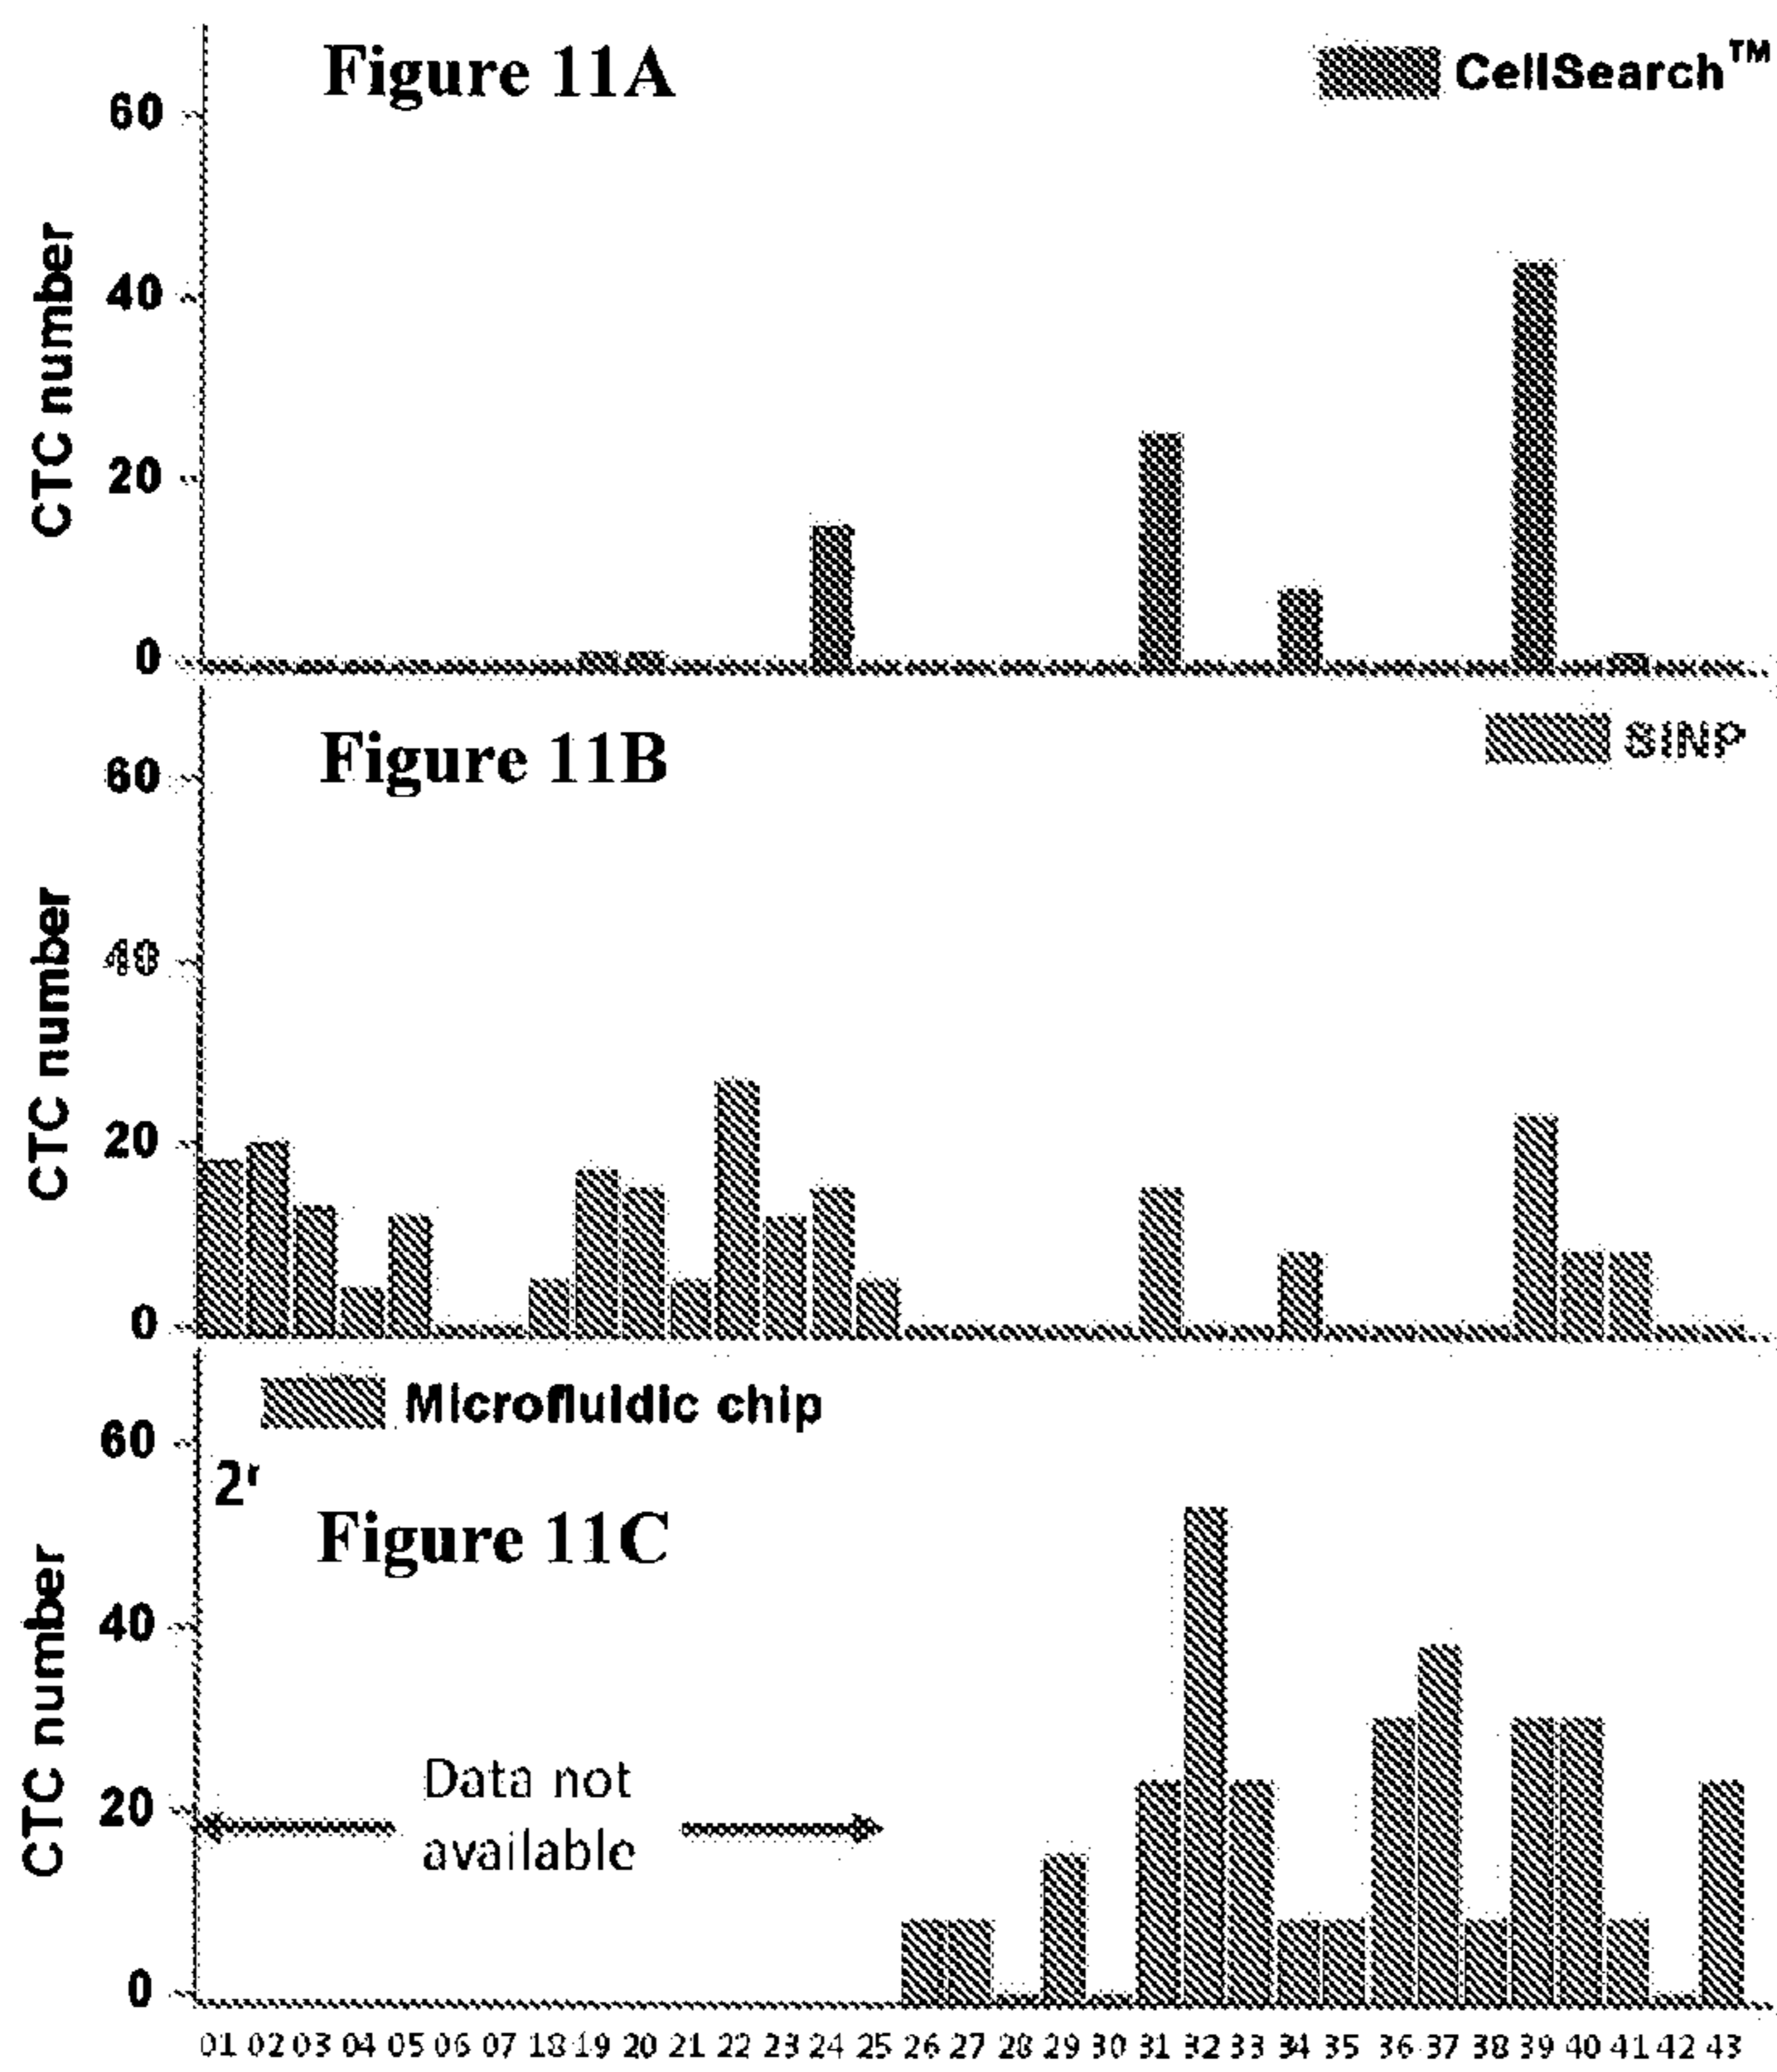 Figure 11A
CellSearch™
60
40
20
0
CTC number
Figure 11B
SINP
60
40
20
0
CTC number
Microfluidic chip
60
2'
Figure 11C
40
20
0
CTC number
Data not
available
01 02 03 04 05 06 07 18 19 20 21 22 23 24 25 26 27 28 29 30 31 32 33 34 35 36 37 38 39 40 41 42 43